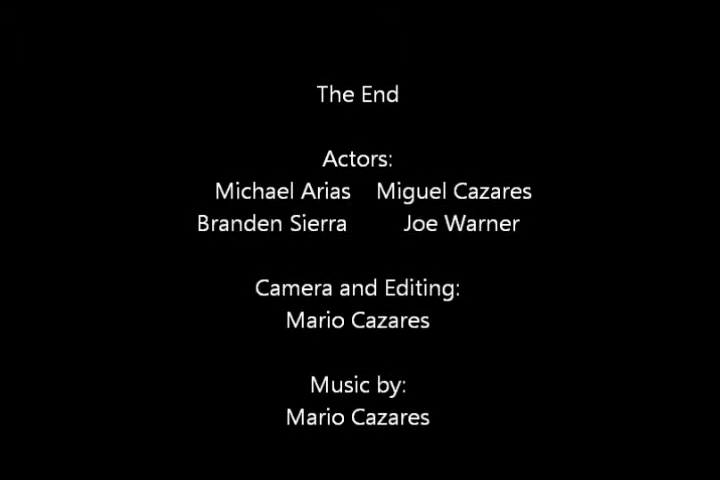 The End
Actors:
Michael Arias Miguel Cazares
Branden Sierra Joe Warner
Camera and Editing:
Mario Cazares
Music by:
Mario Cazares